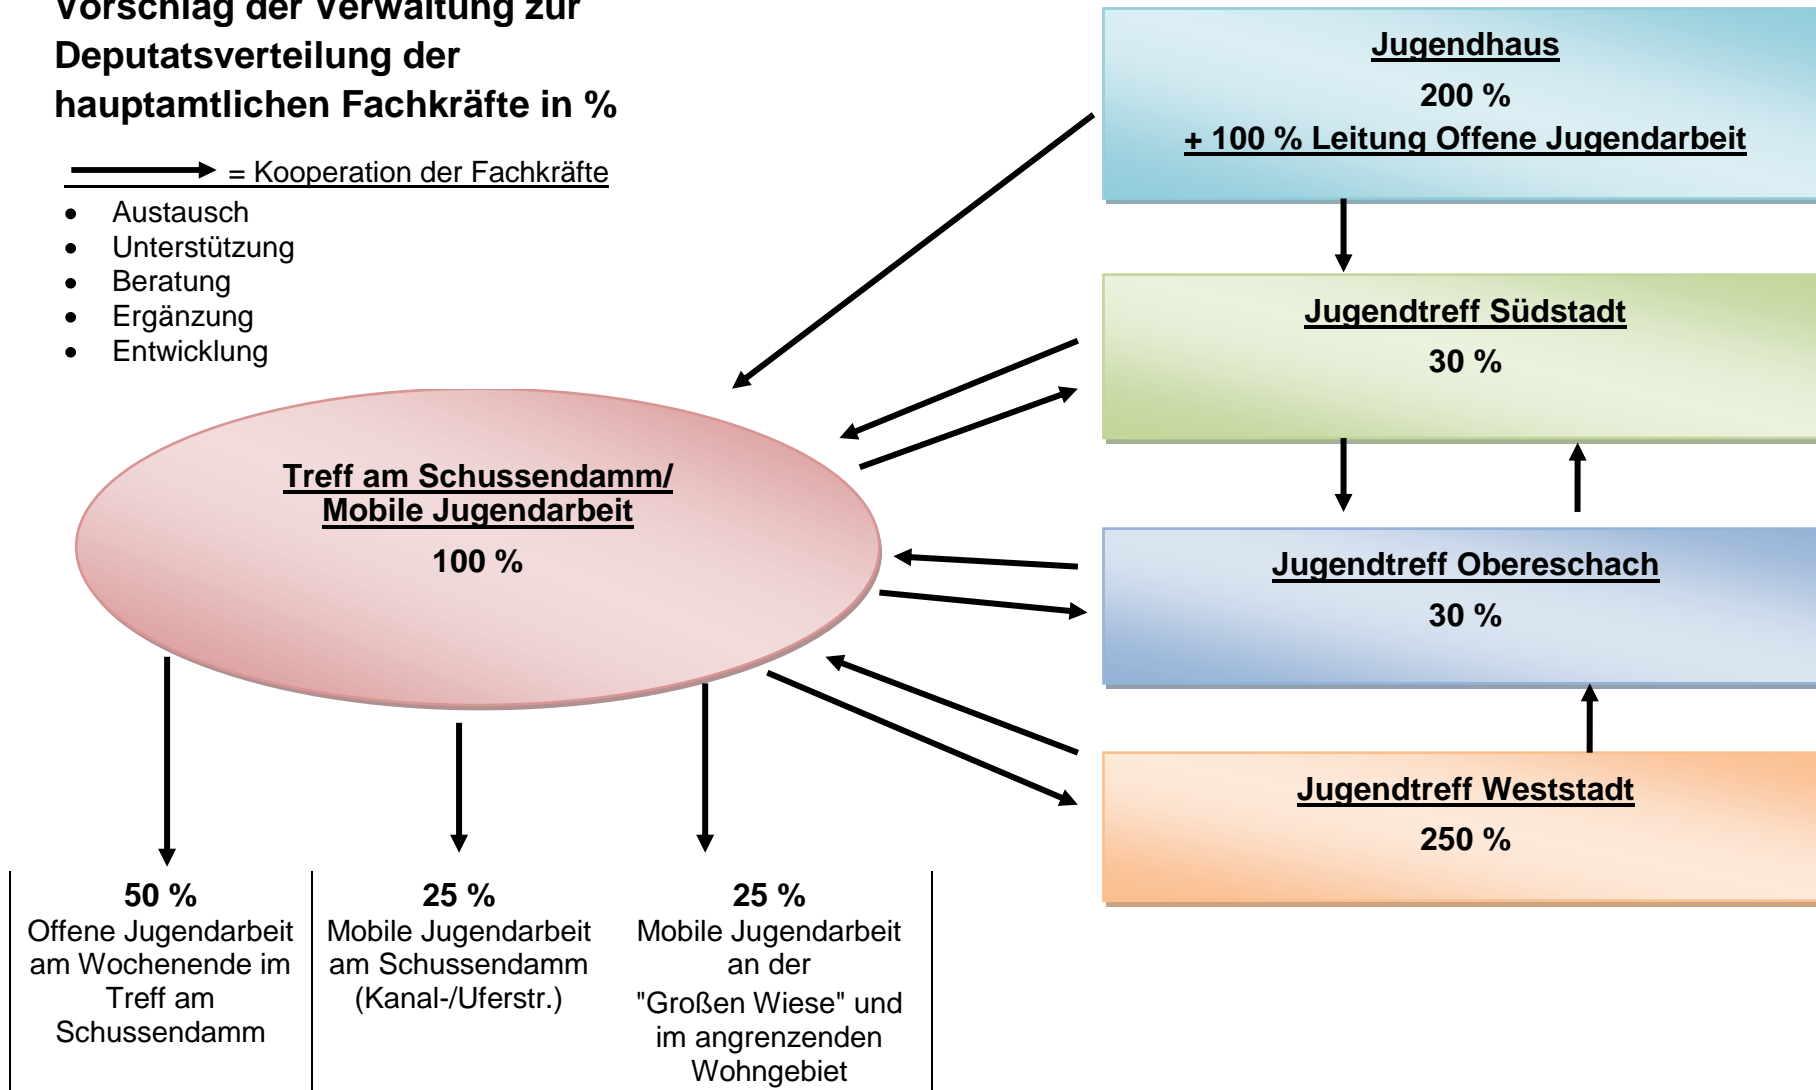 Vorschlag der Verwaltung zur
Deputatsverteilung der
hauptamtlichen Fachkräfte in %
= Kooperation der Fachkräfte
• Austausch
• Unterstützung
• Beratung
• Ergänzung
• Entwicklung
Jugendhaus
200 %
+ 100 % Leitung Offene Jugendarbeit
Jugendtreff Südstadt
30 %
Treff am Schussendamm/
Mobile Jugendarbeit
100 %
Jugendtreff Obereschach
30 %
Jugendtreff Weststadt
250 %
50 %
Offene Jugendarbeit
am Wochenende im
Treff am
Schussendamm
25 %
Mobile Jugendarbeit
am Schussendamm
(Kanal-/Uferstr.)
25 %
Mobile Jugendarbeit
an der
"Großen Wiese" und
im angrenzenden
Wohngebiet